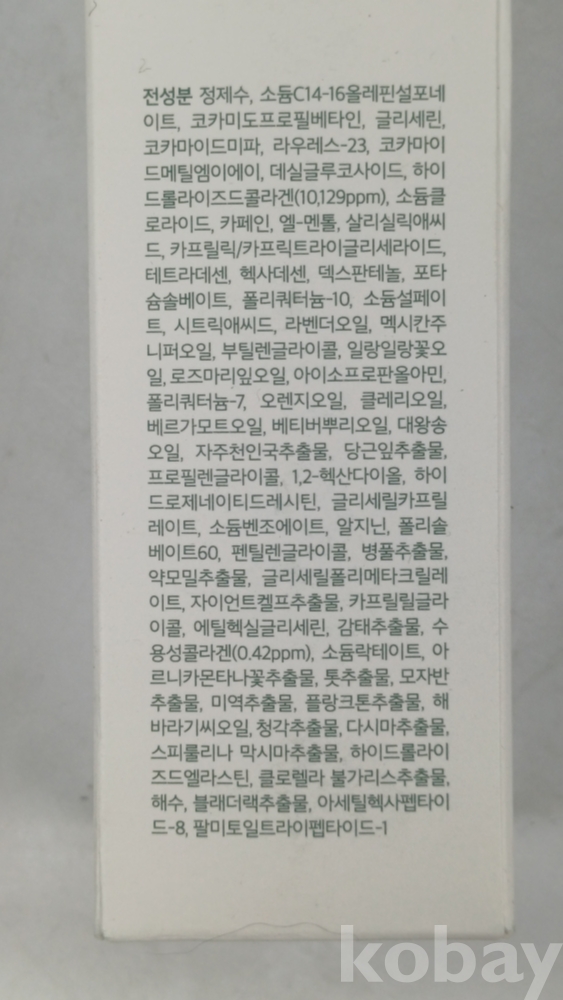 전성분 정제수, 소듐C14-16올레핀설포네
이트, 코카미도프로필베타인, 글리세린,
코카마이드미파, 라우레스-23, 코카마이
드메틸엠이에이, 데실글루코사이드, 하이
드롤라이즈드콜라겐(10,129ppm), 소듐클
로라이드, 카페인, 엘-멘톨, 살리실릭애씨
드, 카프릴릭/카프릭트라이글리세라이드,
테트라데센, 헥사데센, 덱스판테놀, 포타
슘솔베이트, 폴리쿼터늄-10, 소듐설페이
트, 시트릭애씨드, 라벤더오일, 멕시칸주
니퍼오일, 부틸렌글라이콜, 일랑일랑꽃오
일, 로즈마리잎오일, 아이소프로판올아민,
폴리쿼터늄-7, 오렌지오일, 클레리오일,
베르가모트오일, 베티버뿌리오일, 대왕송
오일, 자주천인국추출물, 당근잎추출물,
프로필렌글라이콜, 1,2-헥산다이올, 하이
드로제네이티드레시틴, 글리세릴카프릴
레이트, 소듐벤조에이트, 알지닌, 폴리솔
베이트60, 펜틸렌글라이콜, 병풀추출물,
약모밀추출물, 글리세릴폴리메타크릴레
이트, 자이언트켈프추출물, 카프릴릴글라
이콜, 에틸헥실글리세린, 감태추출물, 수
용성콜라겐(0.42ppm), 소듐락테이트, 아
르니카몬타나꽃추출물, 톳추출물, 모자반
추출물, 미역추출물, 플랑크톤추출물, 해
바라기씨오일, 청각추출물, 다시마추출물,
스피룰리나 막시마추출물, 하이드롤라이
즈드엘라스틴, 클로렐라 불가리스추출물,
해수, 블래더랙추출물, 아세틸헥사펩타이
드-8, 팔미토일트라이펩타이드-1
kobay